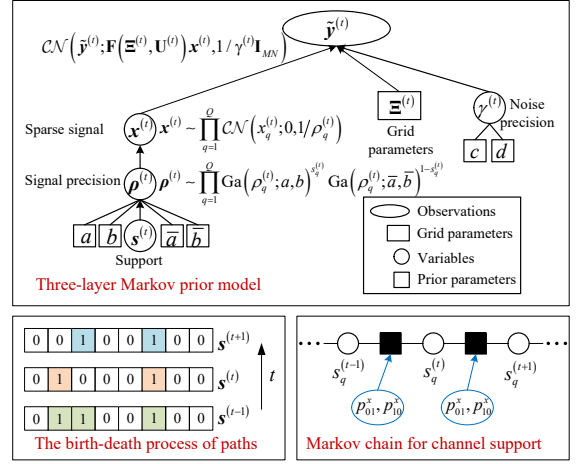 𝒞𝒩(ỹ^(t); F(Ξ^(t), U^(t)) x^(t), 1/γ^(t) I_MN)
ỹ^(t)
Sparse signal
x^(t)
x^(t) ~ ∏_{q=1}^{Q} 𝒞𝒩(x_q^(t); 0, 1/ρ_q^(t))
Ξ^(t)
Grid
parameters
γ^(t)
Noise
precision
c
d
Signal precision
ρ^(t)
ρ^(t) ~ ∏_{q=1}^{Q} Ga(ρ_q^(t); a, b)^{s_q^(t)} Ga(ρ_q^(t); a̅, b̅)^{1−s_q^(t)}
a
b
s^(t)
a̅
b̅
Support
Observations
Grid parameters
Variables
Prior parameters
Three-layer Markov prior model
0 0 1 0 0 1 0 0 s^(t+1)
0 1 0 0 0 1 0 0 s^(t)
0 1 1 0 0 1 0 0 s^(t-1)
t
The birth-death process of paths
...
...
s_q^(t-1)
s_q^(t)
s_q^(t+1)
p_01^x, p_10^x
p_01^x, p_10^x
Markov chain for channel support